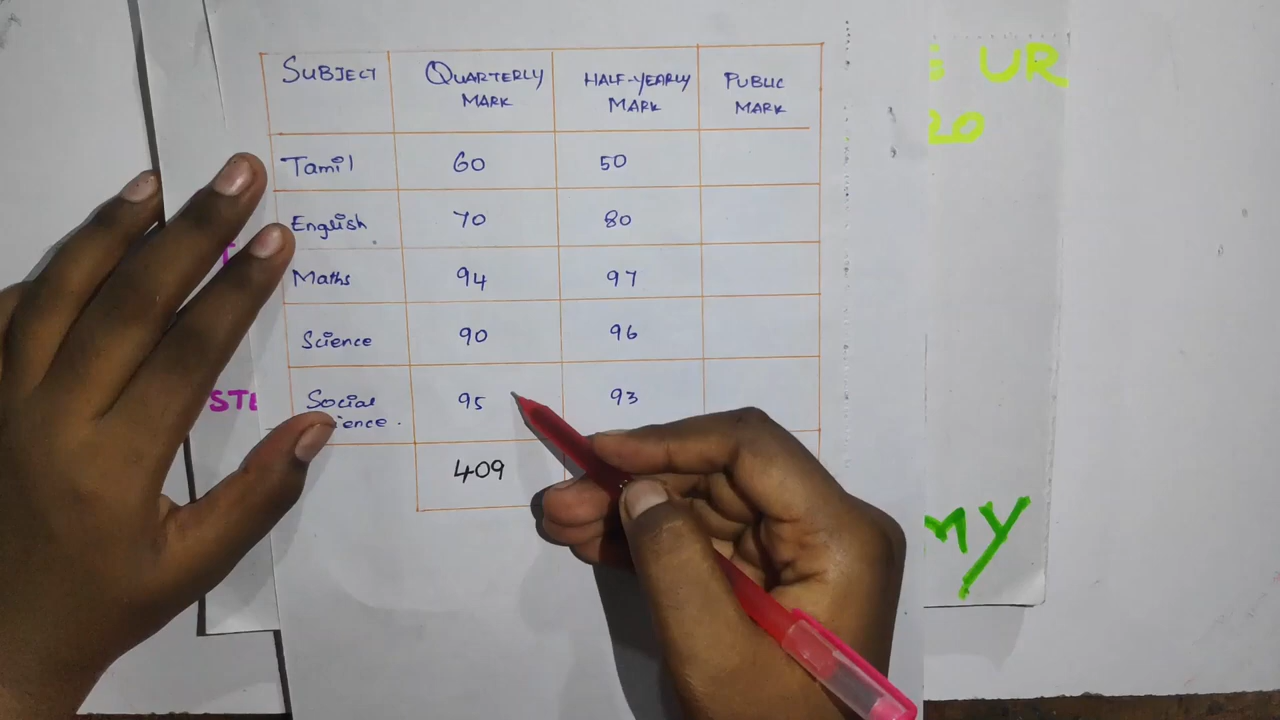 SUBJECT QUARTERLY MARK HALF-YEARLY MARK PUBLIC MARK
Tamil 60 50
English 70 80
Maths 94 97
Science 90 96
Social 95 93
409
UR
20